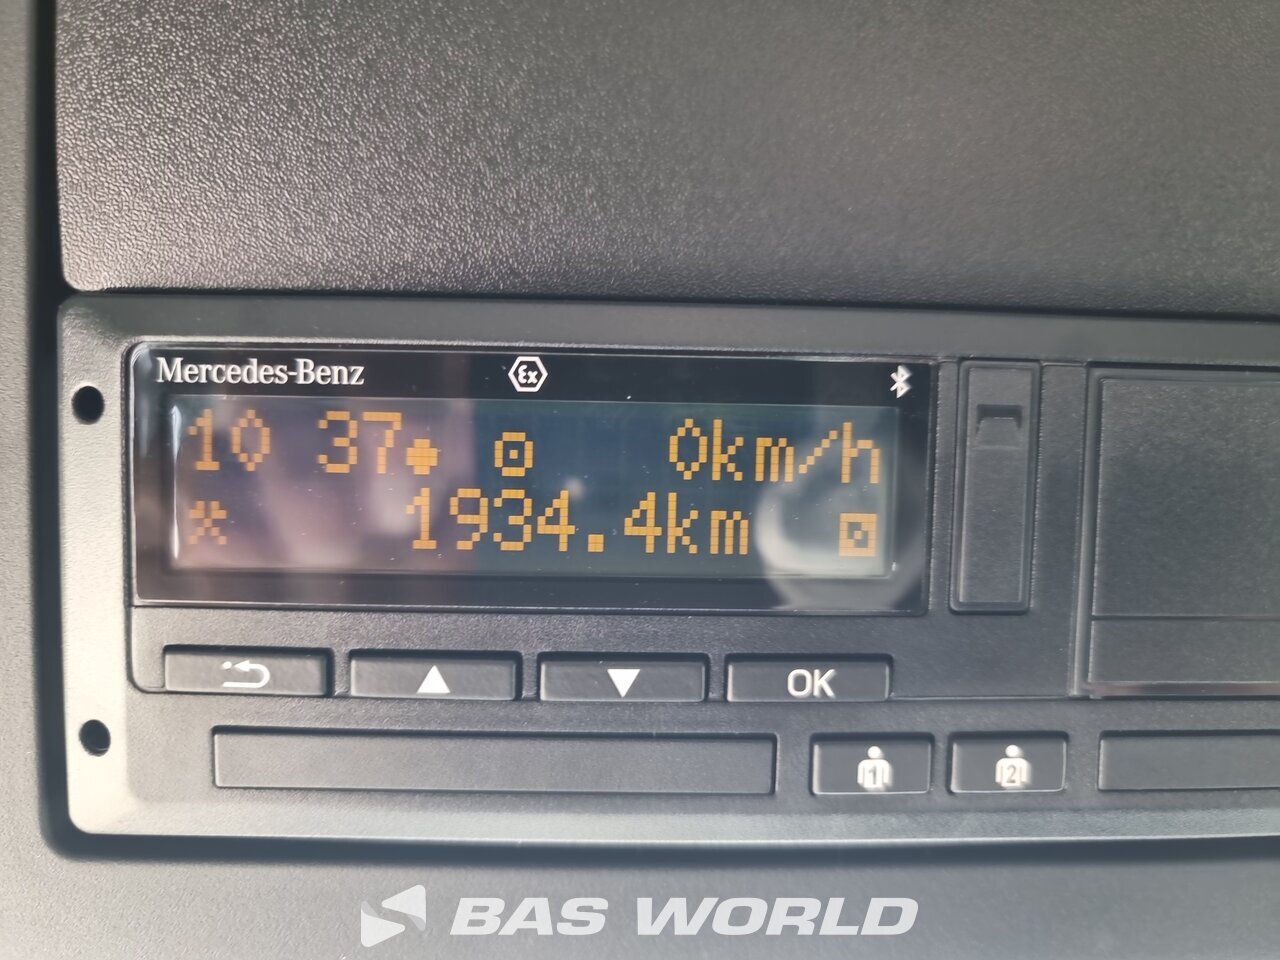 Mercedes-Benz
Ex
10 37 0km/h
1934.4km
OK
1
2
BAS WORLD